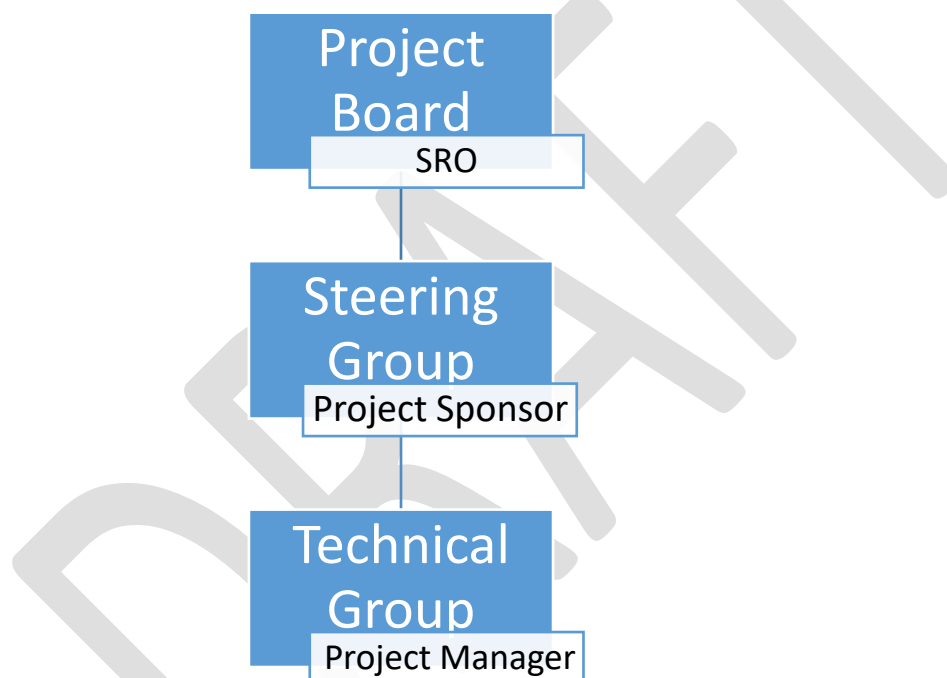 Project
Board
SRO
Steering
Group
Project Sponsor
Technical
Group
Project Manager
DRAFT